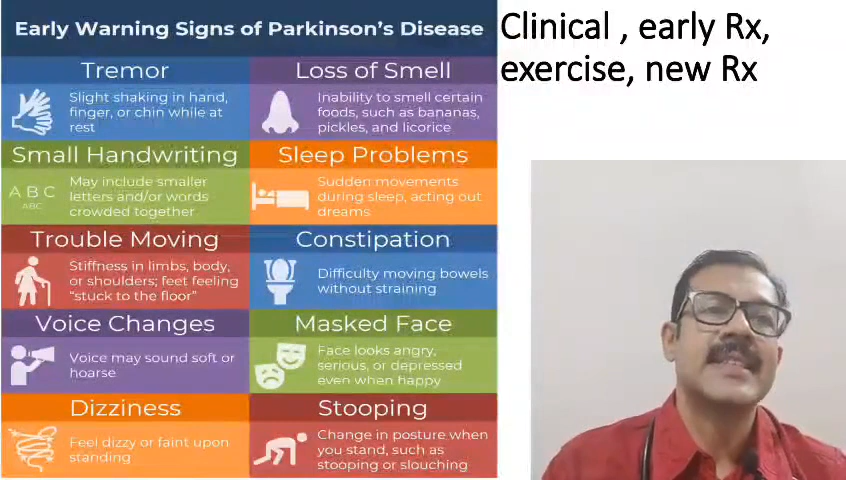 Early Warning Signs of Parkinson's Disease
Clinical , early Rx,
exercise, new Rx
Tremor
Slight shaking in hand,
finger, or chin while at
rest
Loss of Smell
Inability to smell certain
foods, such as bananas,
pickles, and licorice
Small Handwriting
A B C
ABC
May include smaller
letters and/or words
crowded together
Sleep Problems
Sudden movements
during sleep, acting out
dreams
Trouble Moving
Stiffness in limbs, body,
or shoulders; feet feeling
"stuck to the floor"
Constipation
Difficulty moving bowels
without straining
Voice Changes
Voice may sound soft or
hoarse
Masked Face
Face looks angry,
serious, or depressed
even when happy
Dizziness
Feel dizzy or faint upon
standing
Stooping
Change in posture when
you stand, such as
stooping or slouching